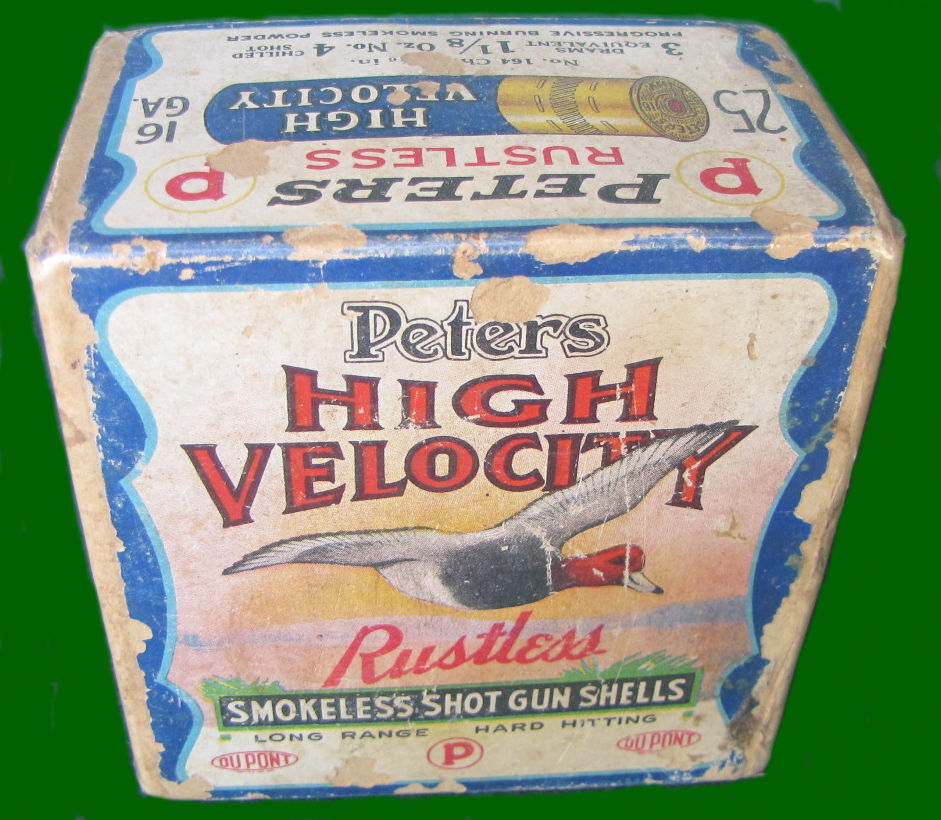 Peters
HIGH
VELOCITY
Rustless
SMOKELESS SHOT GUN SHELLS
LONG RANGE HARD HITTING
DU PONT P DU PONT
P PETERS P
RUSTLESS
25 HIGH VELOCITY 16 GA.
No. 164
3 DRAMS EQUIVALENT 1 1/8 Oz. No. 4 CHILLED SHOT
PROGRESSIVE BURNING SMOKELESS POWDER